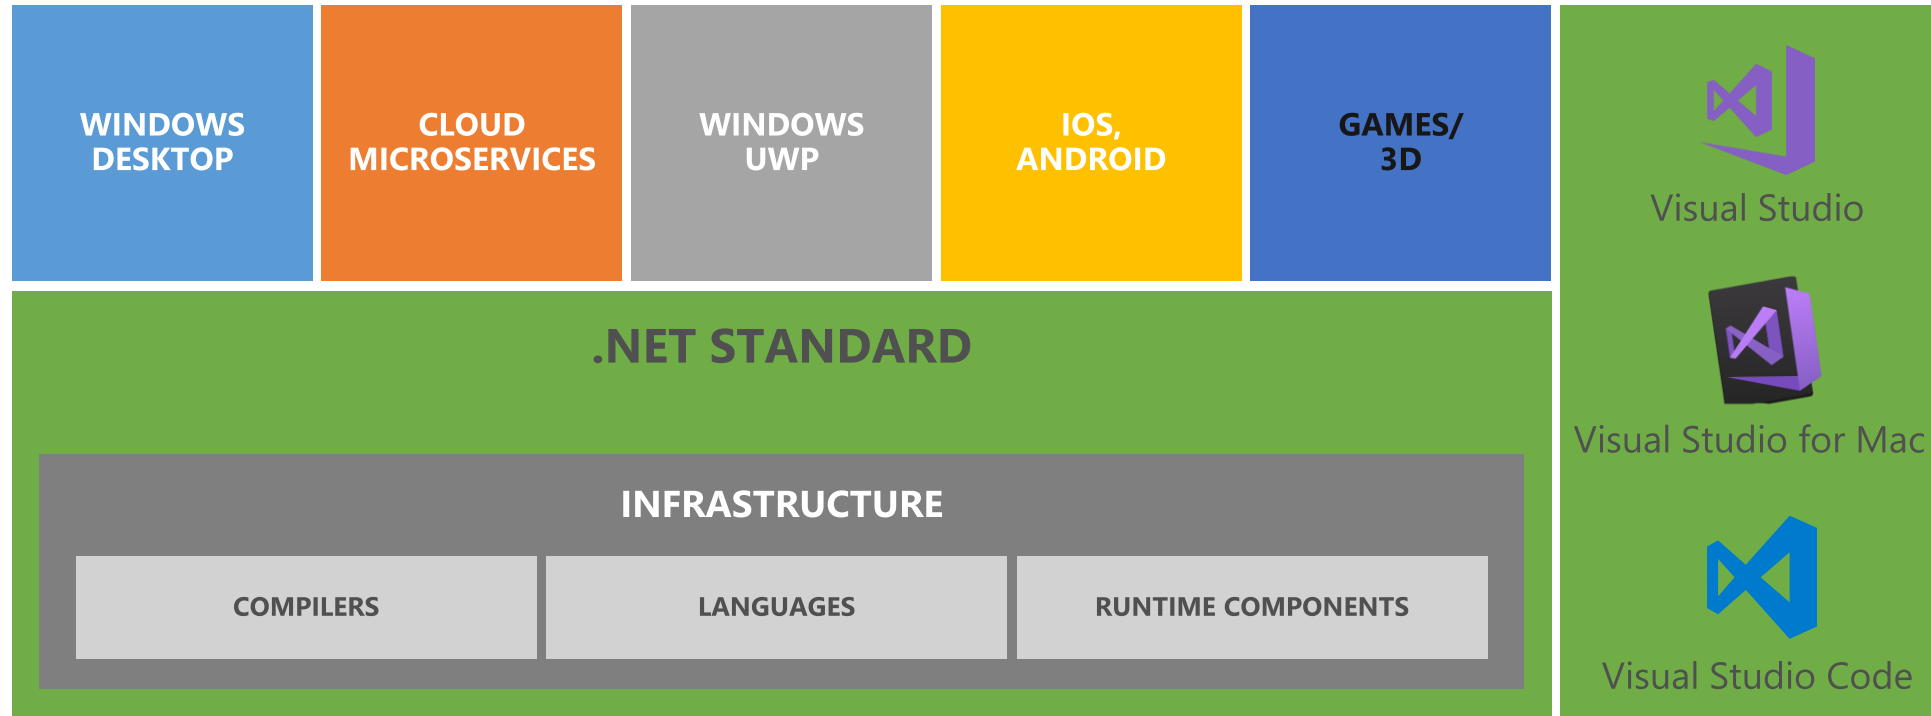 WINDOWS
DESKTOP
CLOUD
MICROSERVICES
WINDOWS
UWP
IOS,
ANDROID
GAMES/
3D
.NET STANDARD
INFRASTRUCTURE
COMPILERS
LANGUAGES
RUNTIME COMPONENTS
Visual Studio
Visual Studio for Mac
Visual Studio Code